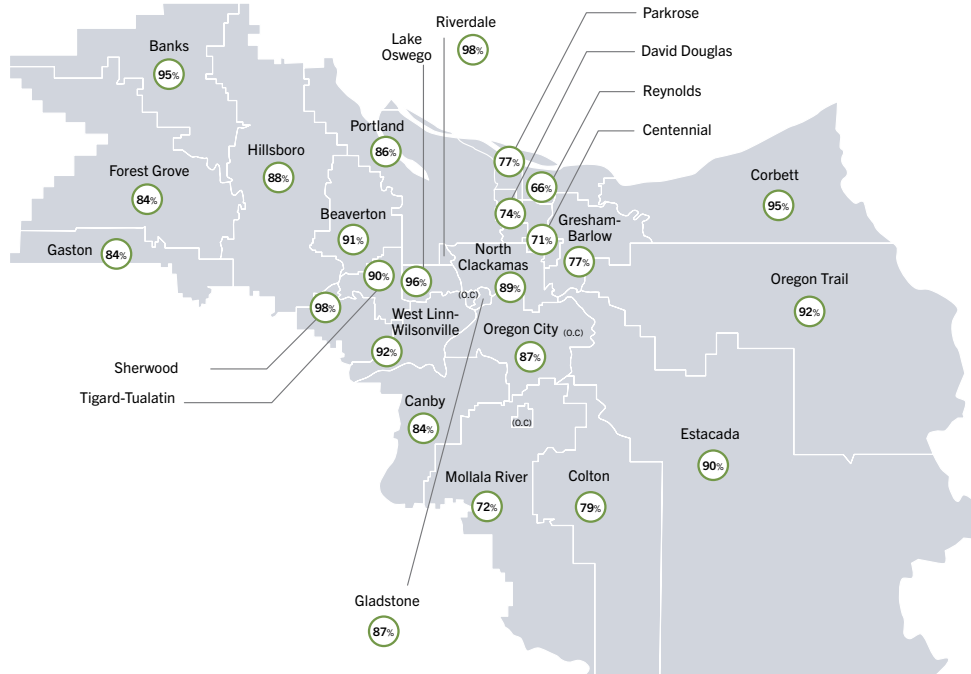 Riverdale
98%
Parkrose
Lake
Oswego
Banks
95%
David Douglas
Reynolds
Portland
86%
Centennial
Hillsboro
88%
77%
Forest Grove
84%
66%
Corbett
95%
Beaverton
91%
74%
Gresham-
Barlow
77%
71%
Gaston
84%
North
Clackamas
89%
90%
96%
(O.C)
Oregon Trail
92%
98%
West Linn-
Wilsonville
92%
Oregon City (O.C)
87%
Sherwood
Tigard-Tualatin
Canby
84%
(O.C)
Estacada
90%
Mollala River
72%
Colton
79%
Gladstone
87%